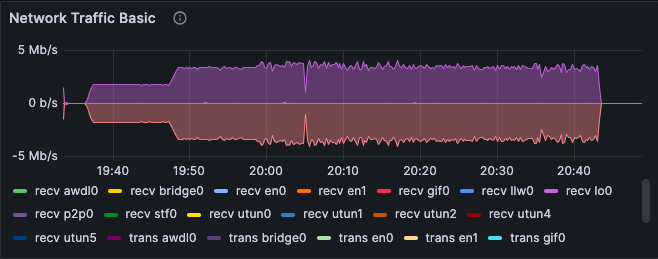 Network Traffic Basic
5 Mb/s
0 b/s
-5 Mb/s
19:40 19:50 20:00 20:10 20:20 20:30 20:40
recv awdl0 recv bridge0 recv en0 recv en1 recv gif0 recv llw0 recv lo0
recv p2p0 recv stf0 recv utun0 recv utun1 recv utun2 recv utun4
recv utun5 trans awdl0 trans bridge0 trans en0 trans en1 trans gif0